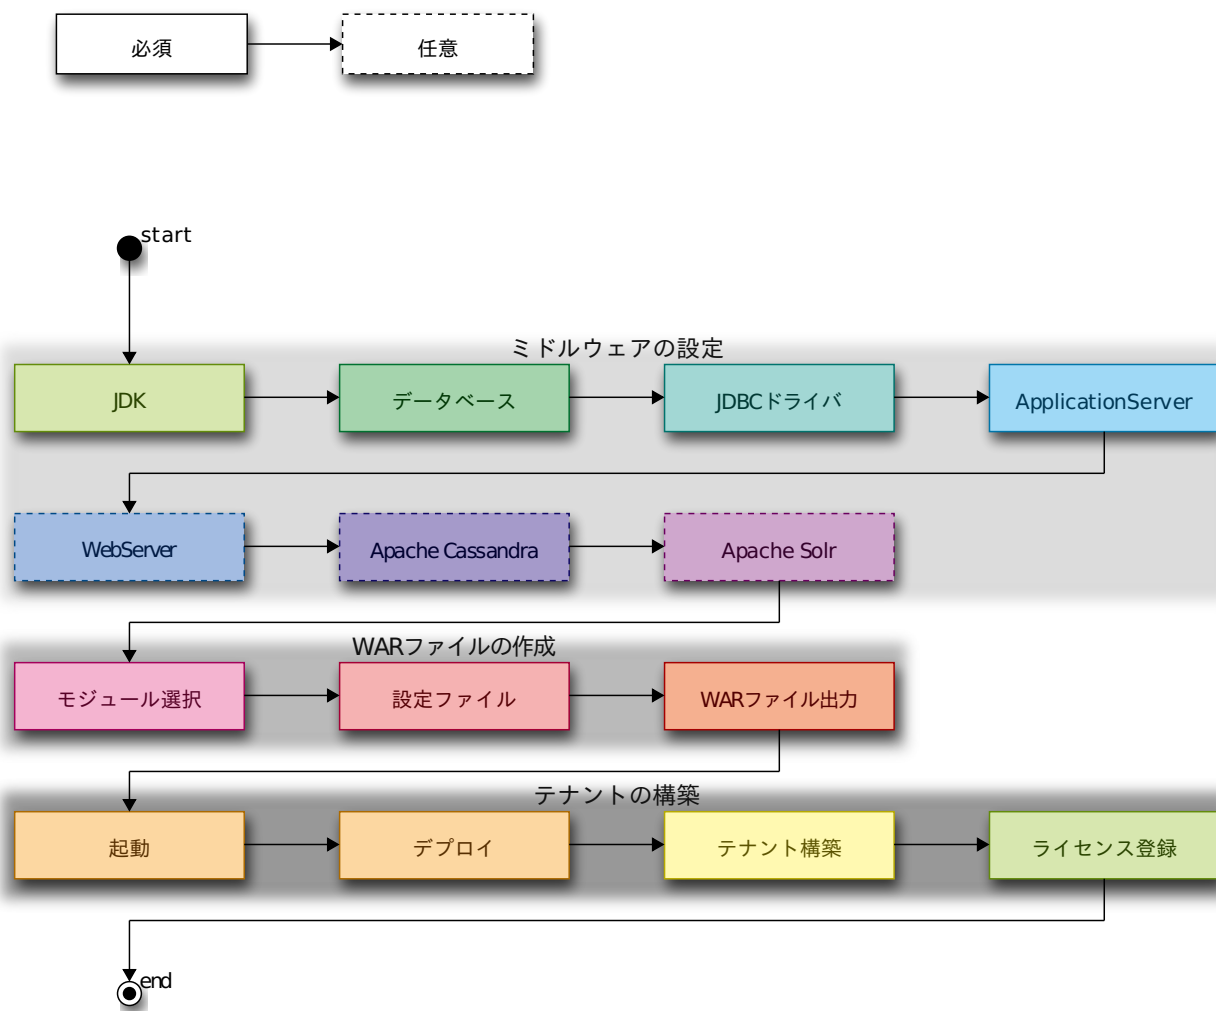 必須
任意
start
ミドルウェアの設定
JDK
データベース
JDBCドライバ
ApplicationServer
WebServer
Apache Cassandra
Apache Solr
WARファイルの作成
モジュール選択
設定ファイル
WARファイル出力
テナントの構築
起動
デプロイ
テナント構築
ライセンス登録
end